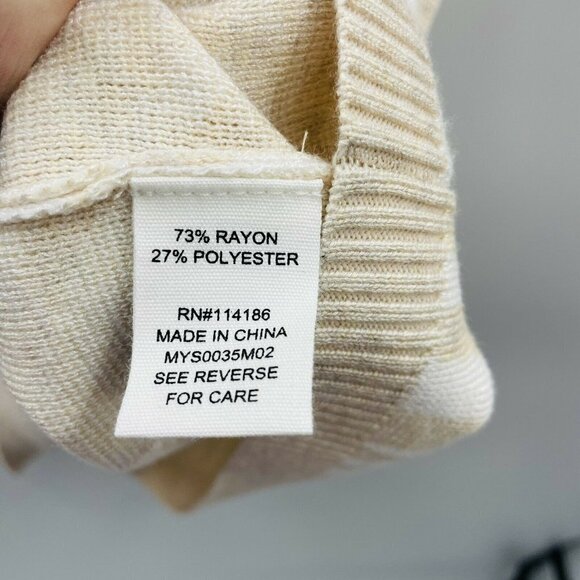 73% RAYON
27% POLYESTER
RN#114186
MADE IN CHINA
MYS0035M02
SEE REVERSE
FOR CARE